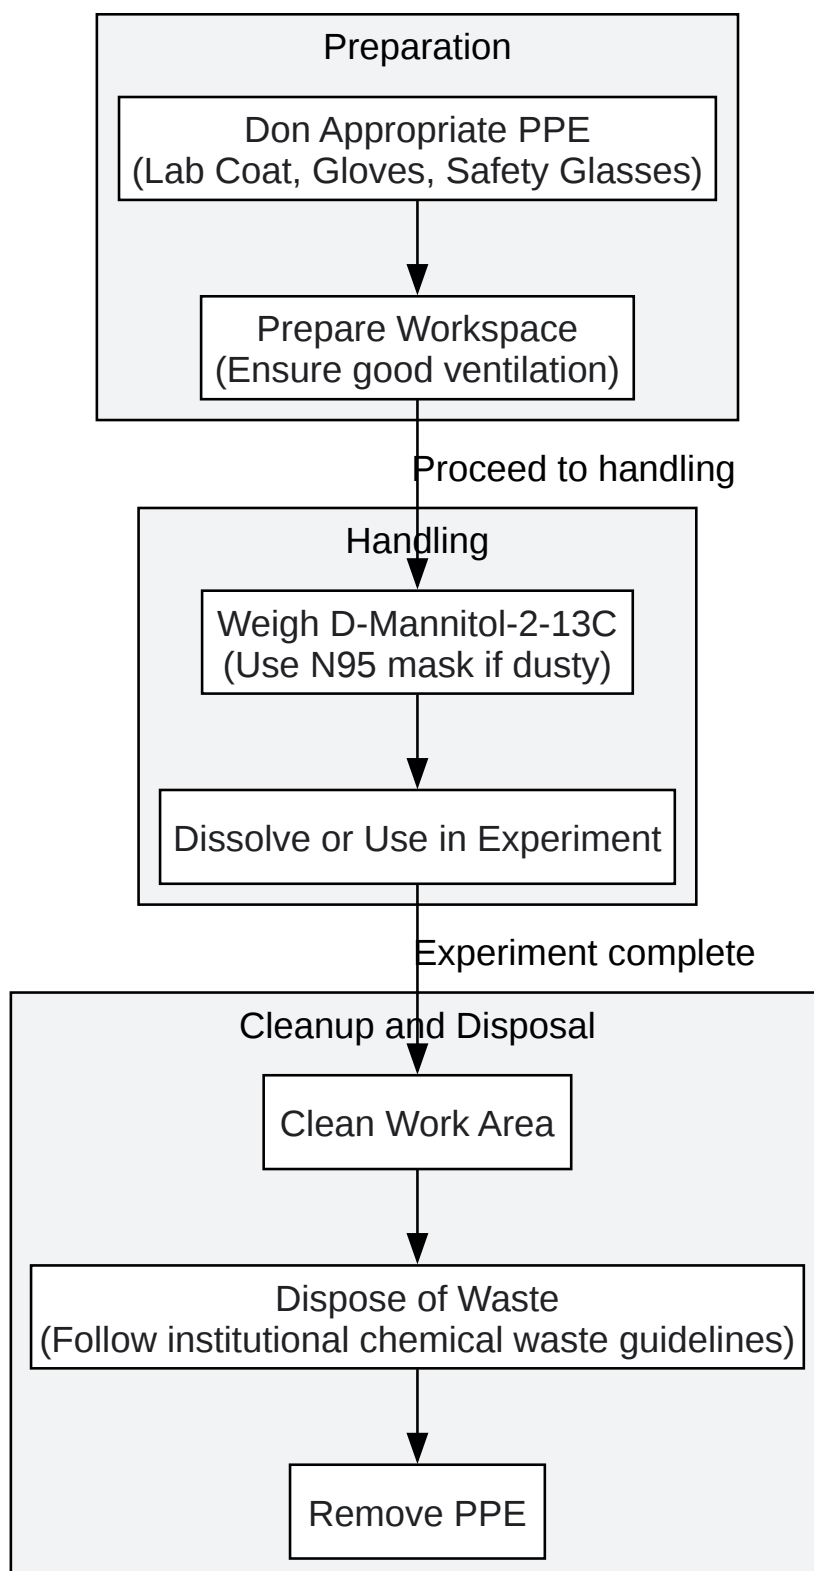 Preparation
Don Appropriate PPE
(Lab Coat, Gloves, Safety Glasses)
Prepare Workspace
(Ensure good ventilation)
Proceed to handling
Handling
Weigh D-Mannitol-2-13C
(Use N95 mask if dusty)
Dissolve or Use in Experiment
Experiment complete
Cleanup and Disposal
Clean Work Area
Dispose of Waste
(Follow institutional chemical waste guidelines)
Remove PPE